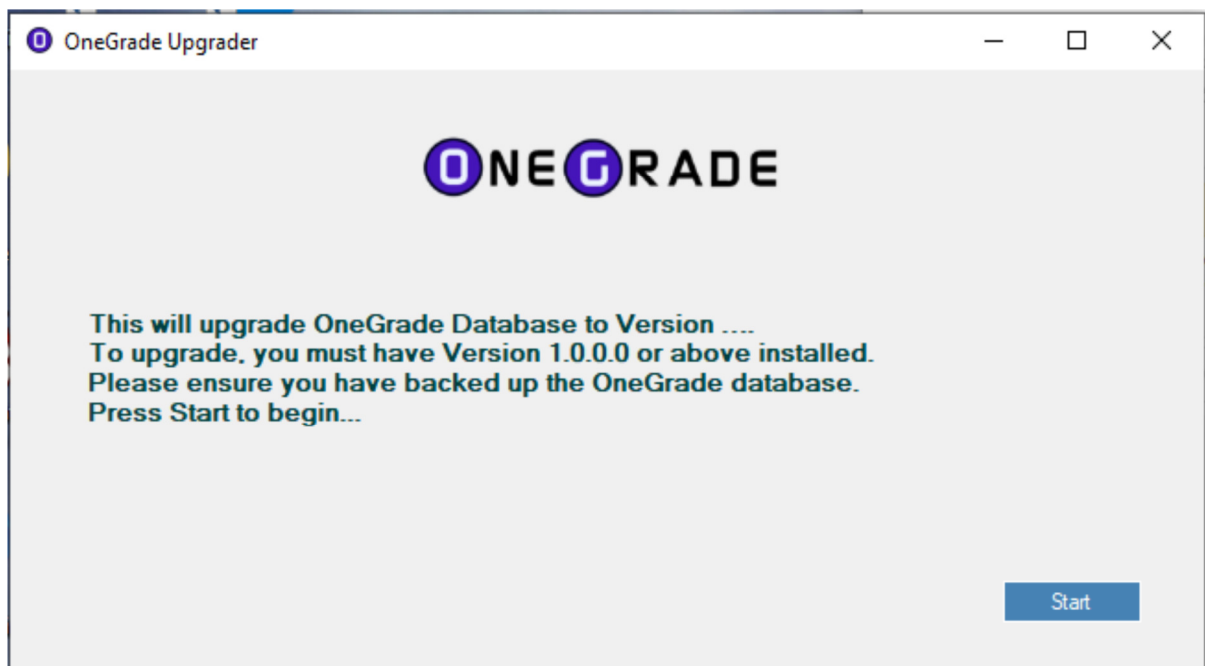 OneGrade Upgrader
ONEGRADE
This will upgrade OneGrade Database to Version ....
To upgrade, you must have Version 1.0.0.0 or above installed.
Please ensure you have backed up the OneGrade database.
Press Start to begin...
Start